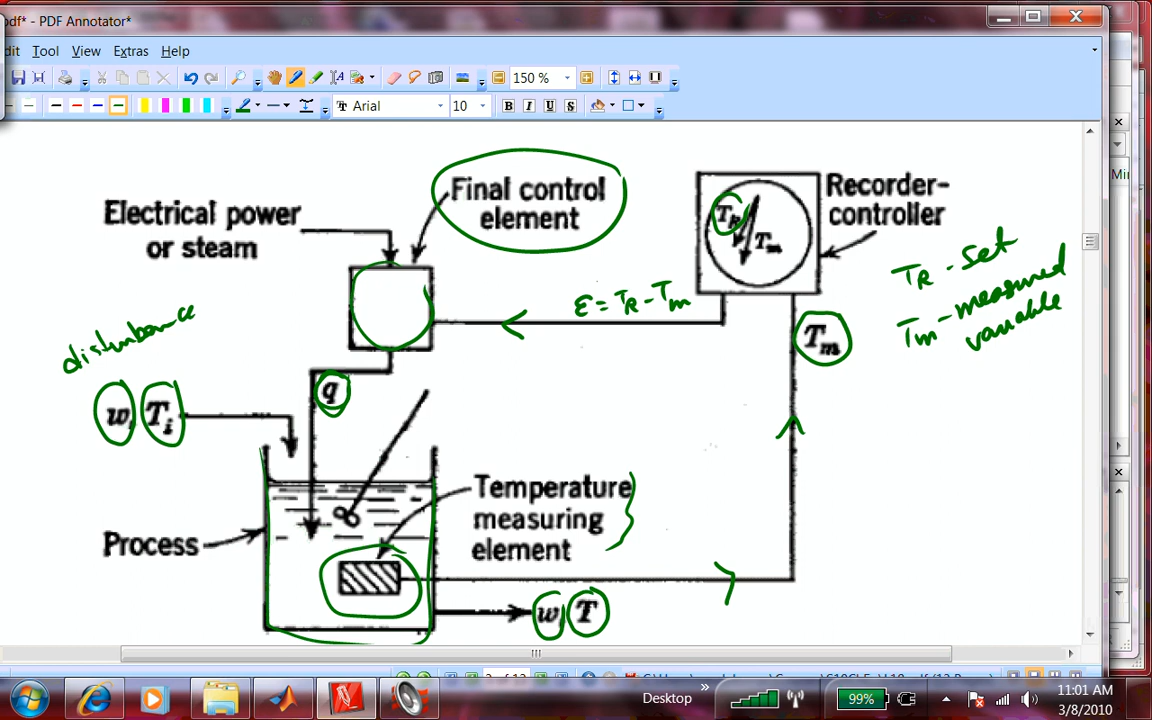 odf* - PDF Annotator*
dit Tool View Extras Help
150 %
Arial 10 B I U S
Final control
element
Electrical power
or steam
Recorder-
controller
TR
Tm
TR - Set
Tm - measured
variable
ε = TR - Tm
Tm
disturbance
q
w, Ti
Temperature
measuring
element
Process
w, T
Desktop
»
99%
11:01 AM
3/8/2010